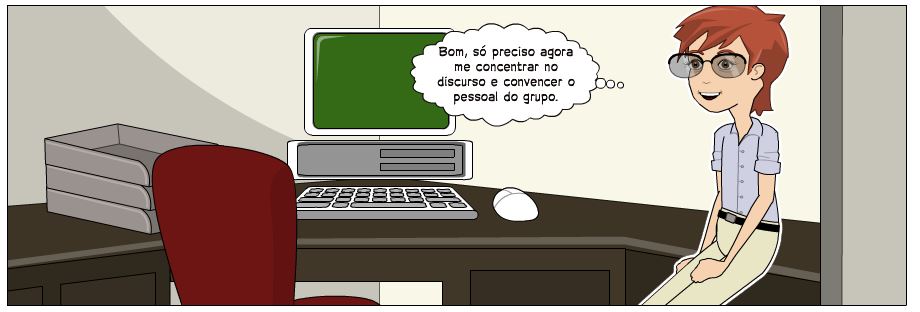 Bom, só preciso agora
me concentrar no
discurso e convencer o
pessoal do grupo.